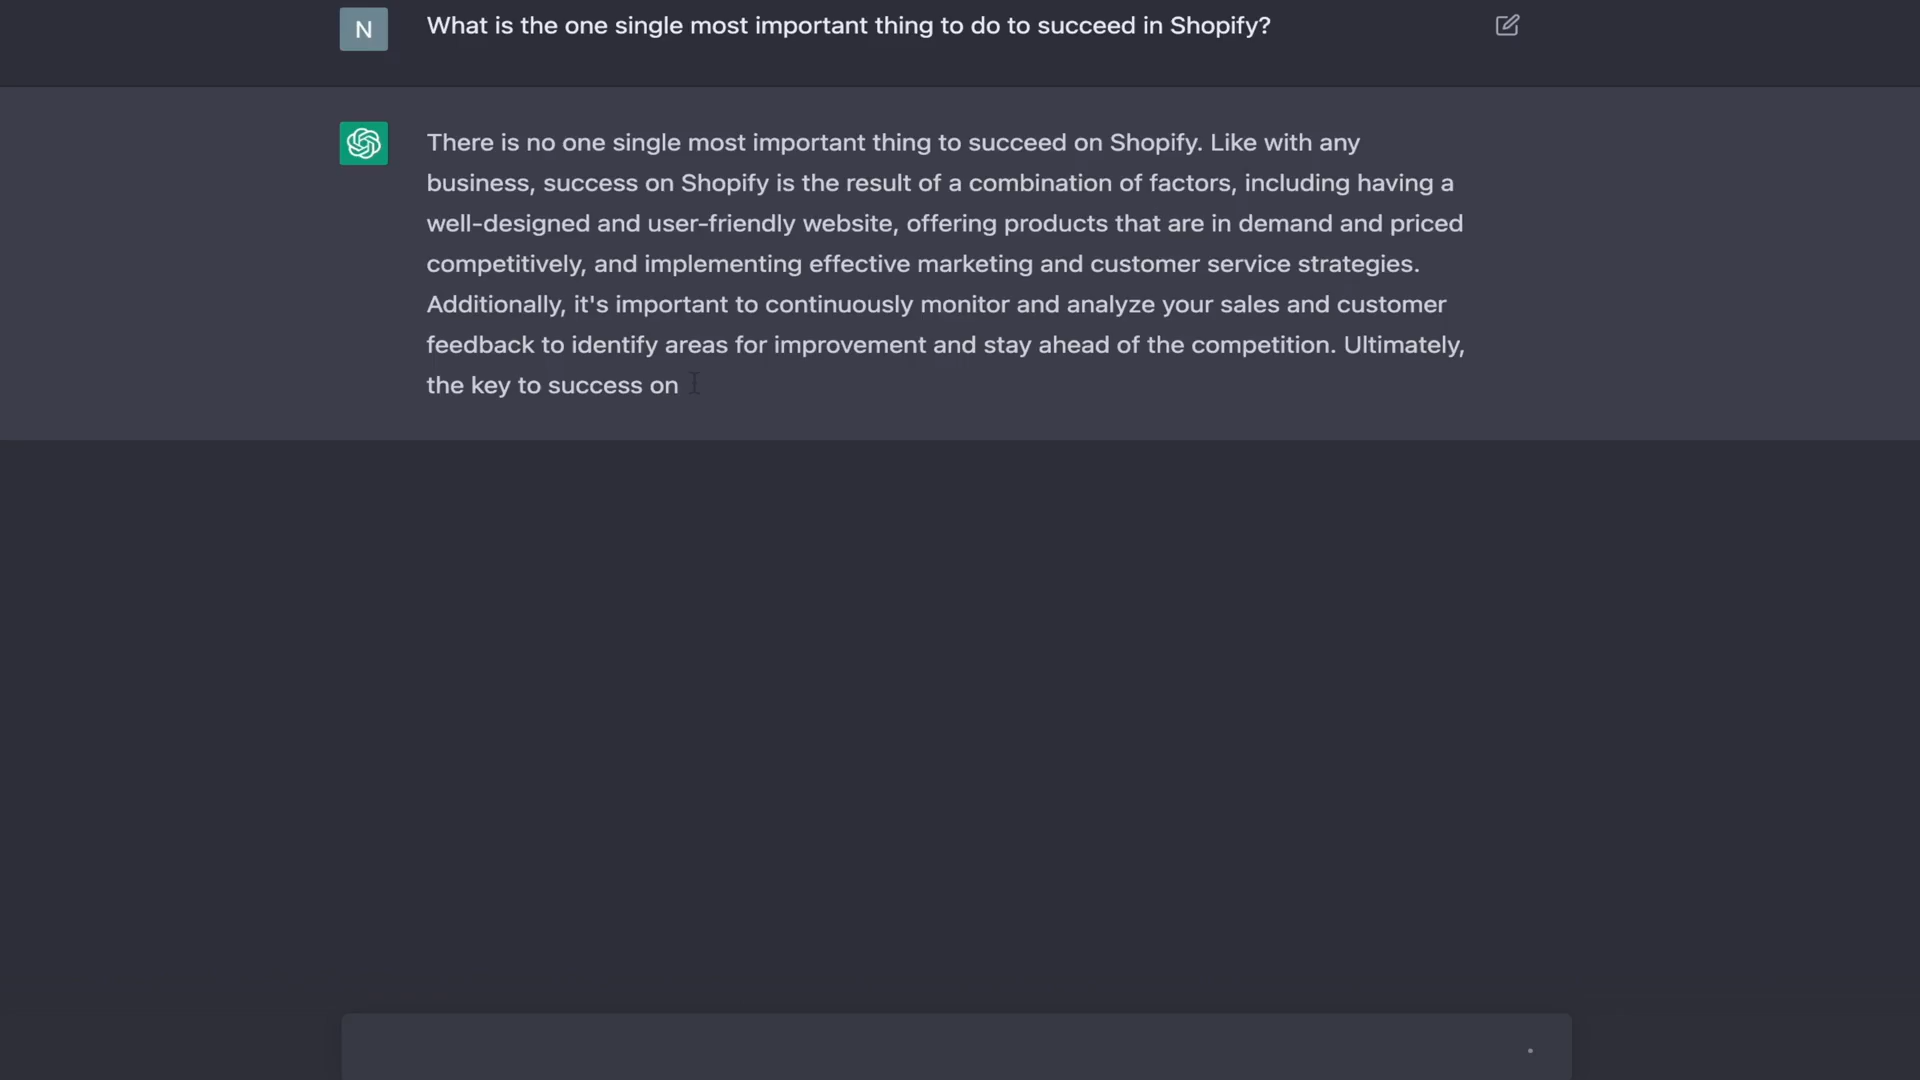 N
What is the one single most important thing to do to succeed in Shopify?
There is no one single most important thing to succeed on Shopify. Like with any
business, success on Shopify is the result of a combination of factors, including having a
well-designed and user-friendly website, offering products that are in demand and priced
competitively, and implementing effective marketing and customer service strategies.
Additionally, it's important to continuously monitor and analyze your sales and customer
feedback to identify areas for improvement and stay ahead of the competition. Ultimately,
the key to success on